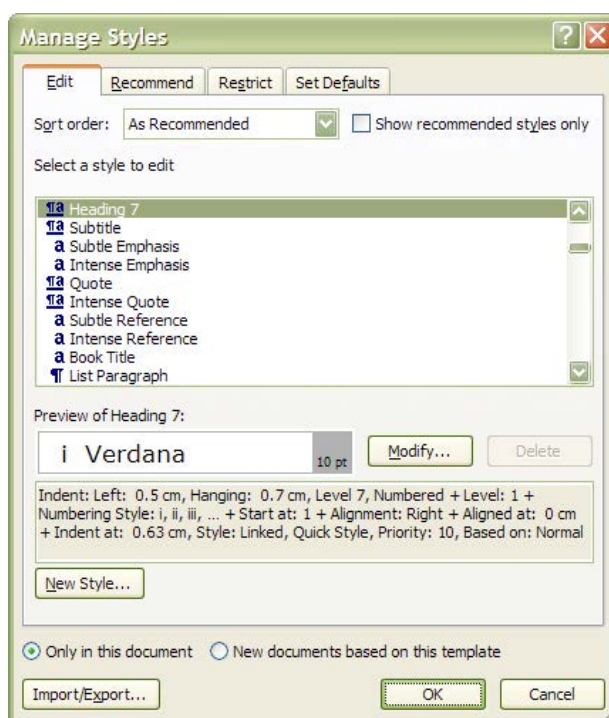 Manage Styles
Edit Recommend Restrict Set Defaults
Sort order: As Recommended Show recommended styles only
Select a style to edit
¶a Heading 7
¶a Subtitle
a Subtle Emphasis
a Intense Emphasis
¶a Quote
¶a Intense Quote
a Subtle Reference
a Intense Reference
a Book Title
¶ List Paragraph
Preview of Heading 7:
i Verdana 10 pt Modify... Delete
Indent: Left: 0.5 cm, Hanging: 0.7 cm, Level 7, Numbered + Level: 1 +
Numbering Style: i, ii, iii, ... + Start at: 1 + Alignment: Right + Aligned at: 0 cm
+ Indent at: 0.63 cm, Style: Linked, Quick Style, Priority: 10, Based on: Normal
New Style...
Only in this document New documents based on this template
Import/Export... OK Cancel